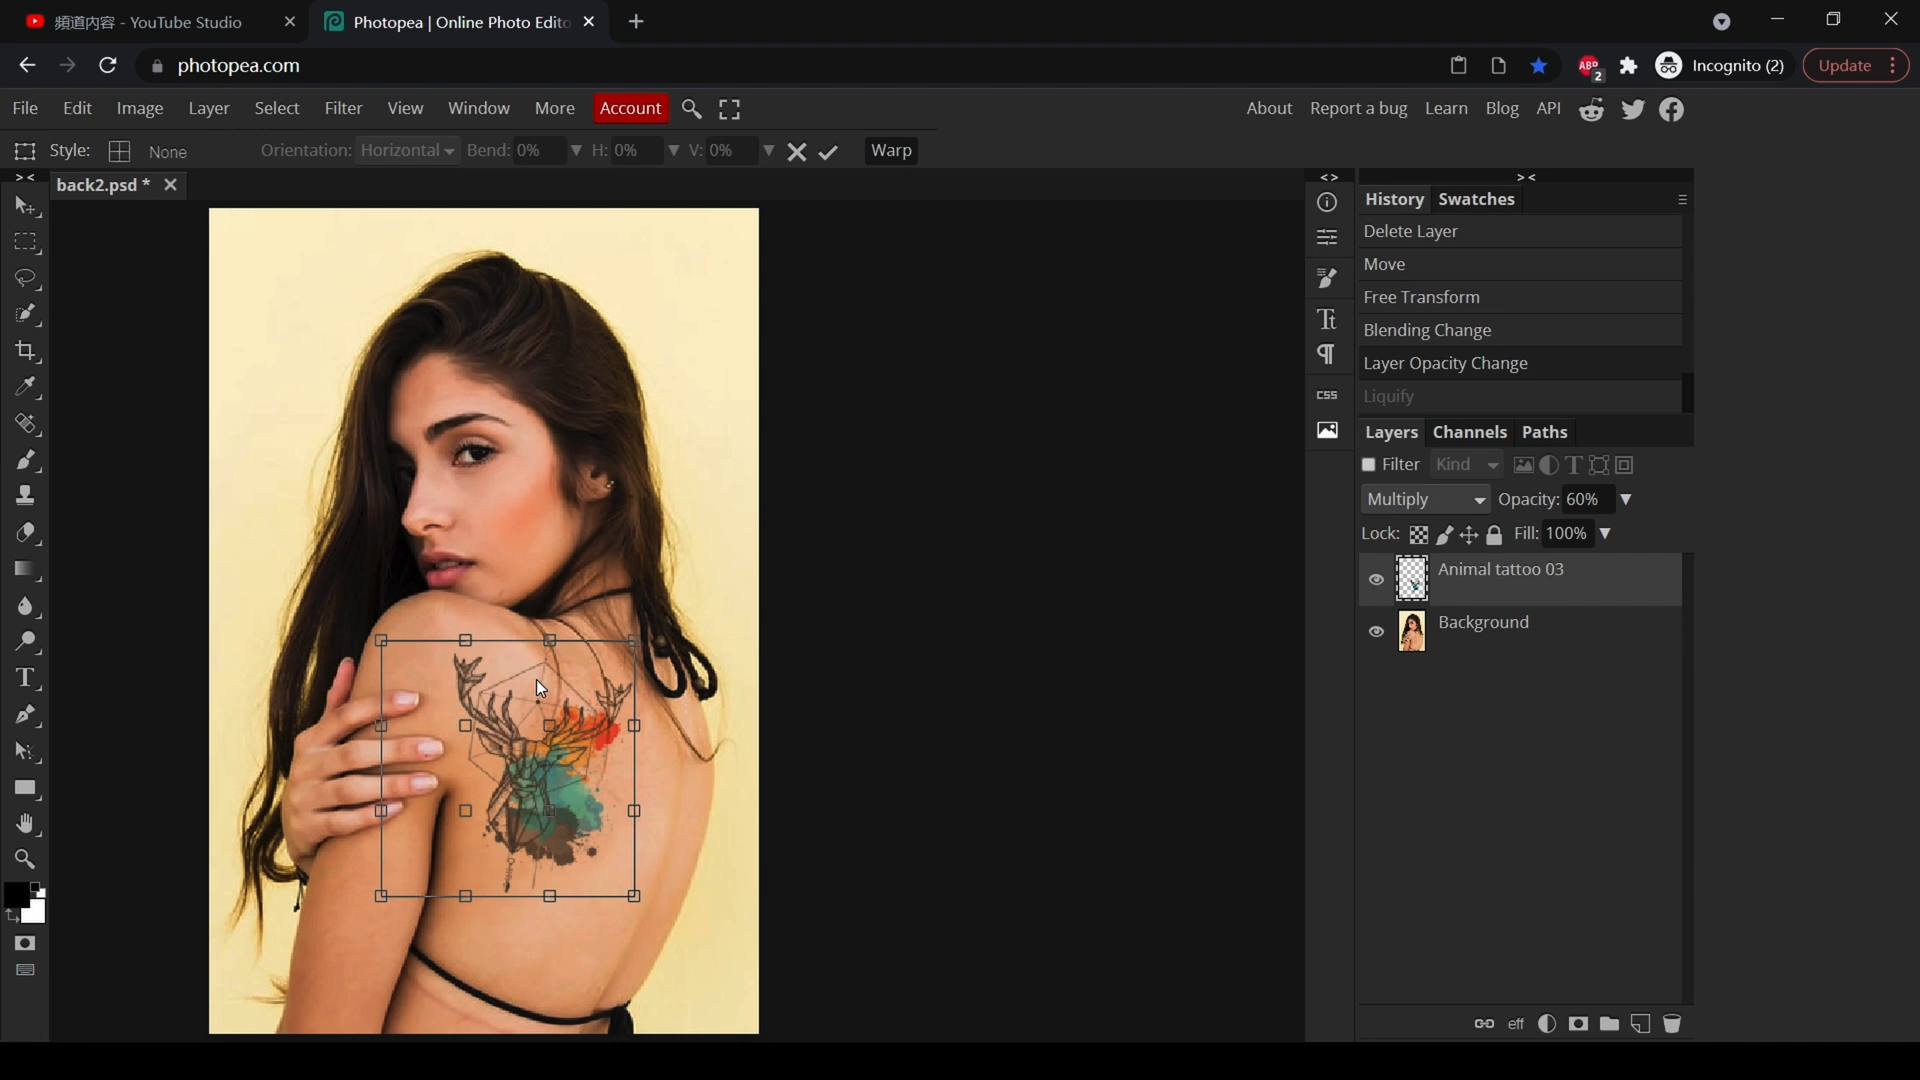 頻道内容 - YouTube Studio
Photopea | Online Photo Edito
photopea.com
ABP 2
Incognito (2)
Update
File Edit Image Layer Select Filter View Window More Account
About Report a bug Learn Blog API
Style: None Orientation: Horizontal Bend: 0% H: 0% V: 0% Warp
> <
back2.psd *
< >
> <
History Swatches
Delete Layer
Move
Free Transform
Blending Change
Layer Opacity Change
Liquify
CSS
Layers Channels Paths
Filter Kind
Multiply Opacity: 60%
Lock: Fill: 100%
Animal tattoo 03
Background
eff